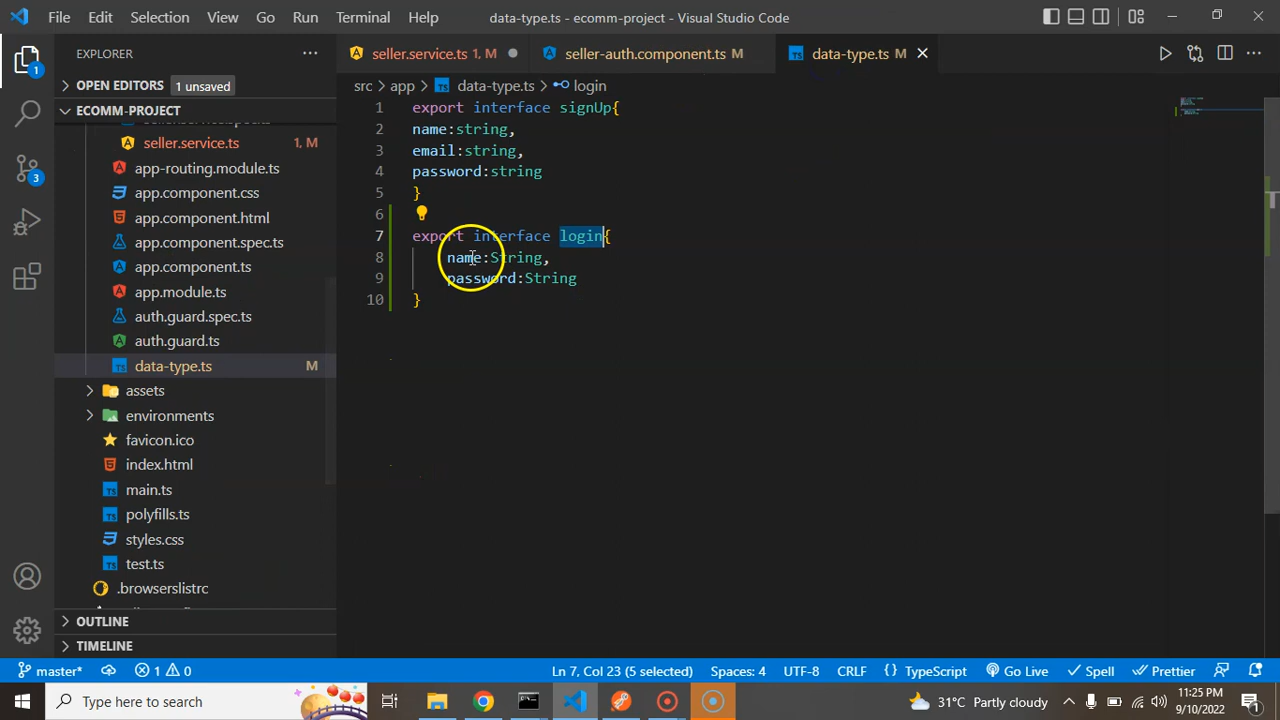 File Edit Selection View Go Run Terminal Help
data-type.ts - ecomm-project - Visual Studio Code
EXPLORER
OPEN EDITORS 1 unsaved
ECOMM-PROJECT
seller.service.ts 1, M
app-routing.module.ts
app.component.css
app.component.html
app.component.spec.ts
app.component.ts
app.module.ts
auth.guard.spec.ts
auth.guard.ts
data-type.ts M
assets
environments
favicon.ico
index.html
main.ts
polyfills.ts
styles.css
test.ts
.browserslistrc
OUTLINE
TIMELINE
1
3
seller.service.ts 1, M
seller-auth.component.ts M
data-type.ts M
src > app > data-type.ts > login
1 export interface signUp{
2 name:string,
3 email:string,
4 password:string
5 }
6
7 export interface login{
8 name:String,
9 password:String
10 }
master* 1 0 Ln 7, Col 23 (5 selected) Spaces: 4 UTF-8 CRLF { } TypeScript Go Live Spell Prettier
Type here to search
31°C Partly cloudy
11:25 PM
9/10/2022
1